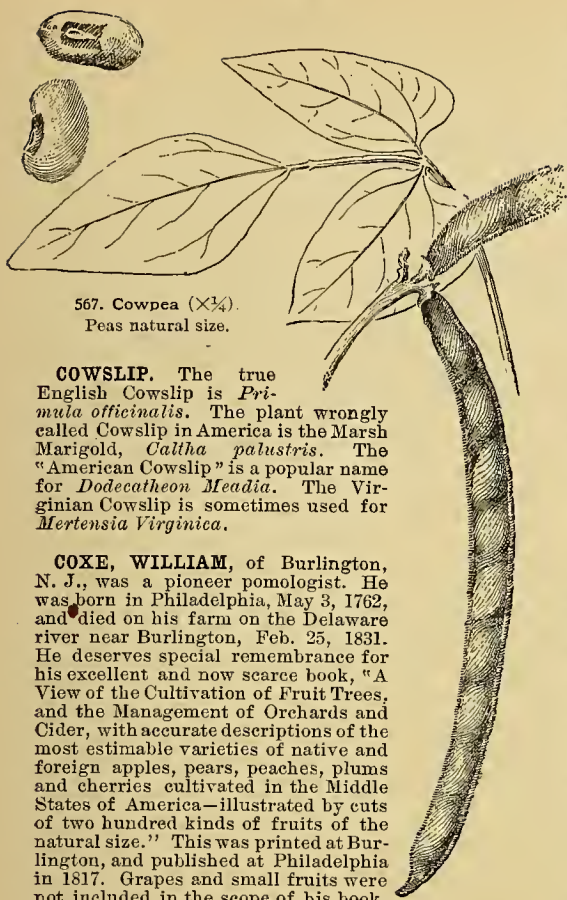 567. Cowpea (X¼).
Peas natural size.
COWSLIP. The true
English Cowslip is Pri-
mula officinalis. The plant wrongly
called Cowslip in America is the Marsh
Marigold, Caltha palustris. The
"American Cowslip" is a popular name
for Dodecatheon Meadia. The Vir-
ginian Cowslip is sometimes used for
Mertensia Virginica.
COXE, WILLIAM, of Burlington,
N. J., was a pioneer pomologist. He
was born in Philadelphia, May 3, 1762,
and died on his farm on the Delaware
river near Burlington, Feb. 25, 1831.
He deserves special remembrance for
his excellent and now scarce book, "A
View of the Cultivation of Fruit Trees,
and the Management of Orchards and
Cider, with accurate descriptions of the
most estimable varieties of native and
foreign apples, pears, peaches, plums
and cherries cultivated in the Middle
States of America—illustrated by cuts
of two hundred kinds of fruits of the
natural size." This was printed at Bur-
lington, and published at Philadelphia
in 1817. Grapes and small fruits were
not included in the scope of his book.